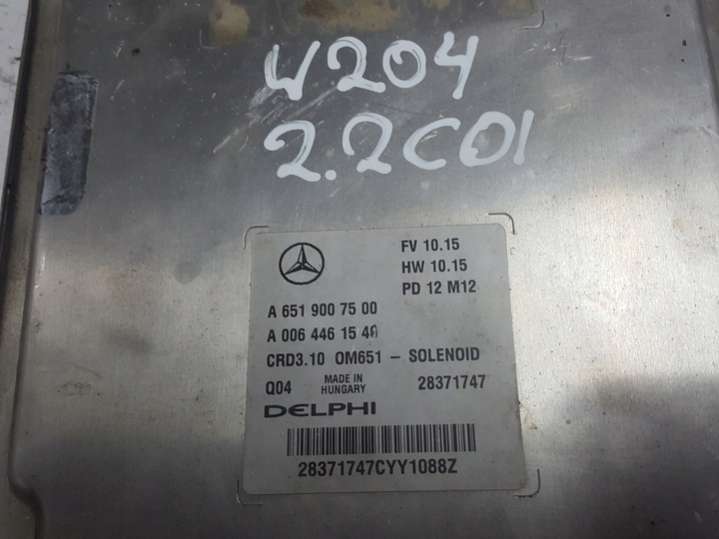 W204
2.2CDI
FV 10.15
HW 10.15
PD 12 M12
A 651 900 75 00
A 006 446 15 40
CRD3.10 OM651 – SOLENOID
Q04 MADE IN HUNGARY 28371747
DELPHI
28371747CYY1088Z